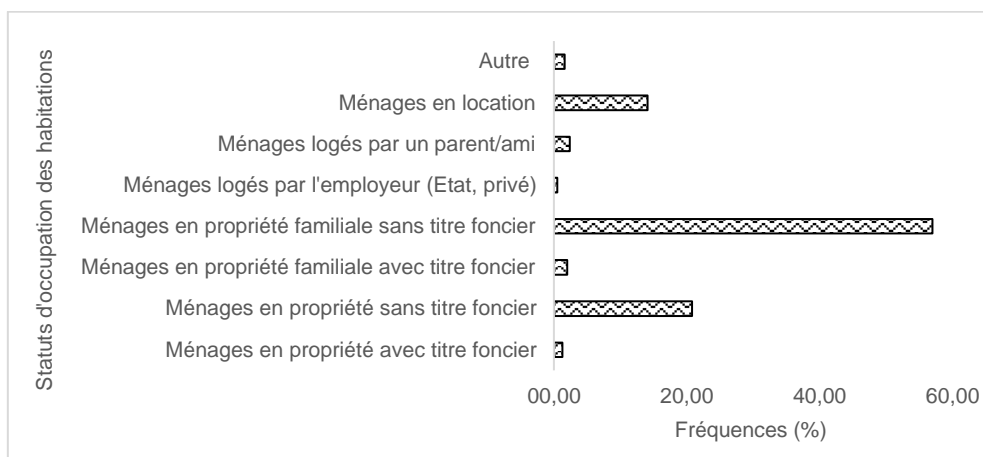 Statuts d'occupation des habitations
Autre
Ménages en location
Ménages logés par un parent/ami
Ménages logés par l'employeur (Etat, privé)
Ménages en propriété familiale sans titre foncier
Ménages en propriété familiale avec titre foncier
Ménages en propriété sans titre foncier
Ménages en propriété avec titre foncier
00,00 20,00 40,00 60,00
Fréquences (%)